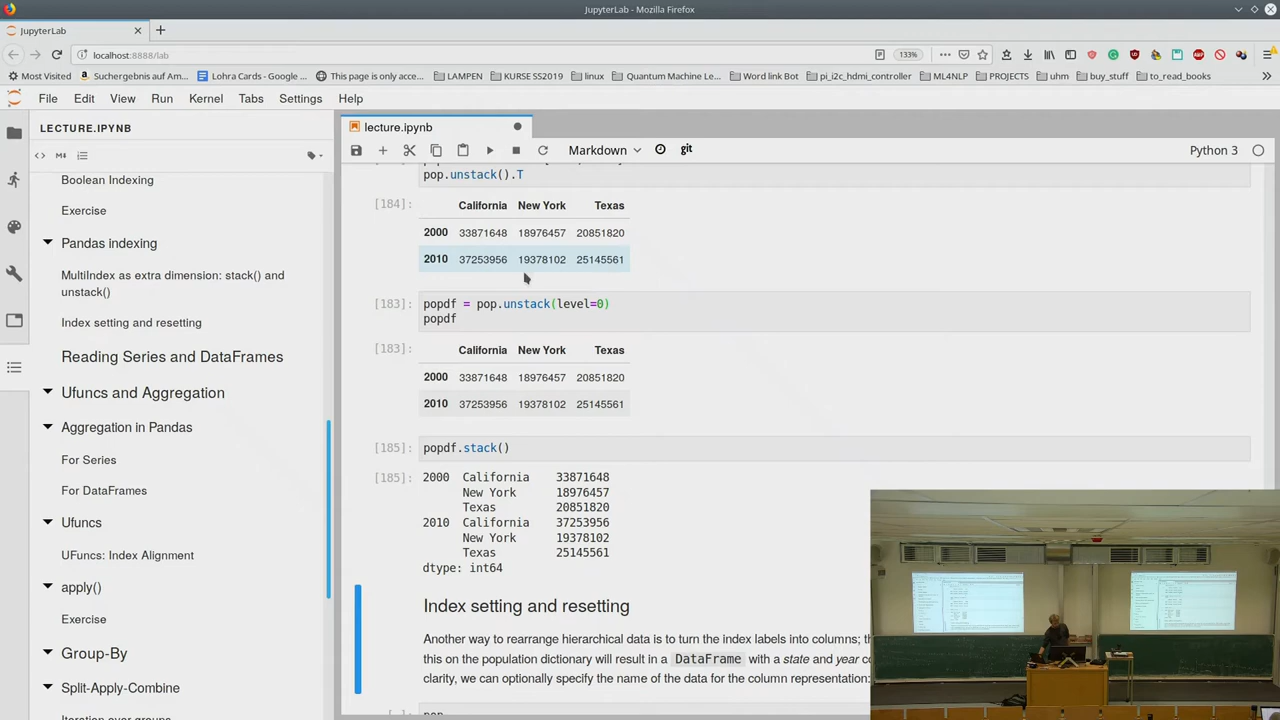 JupyterLab - Mozilla Firefox
JupyterLab
localhost:8888/lab
133%
Most Visited
Suchergebnis auf Am...
Lohra Cards - Google ...
This page is only acce...
LAMPEN
KURSE SS2019
linux
Quantum Machine Le...
Word link Bot
pi_i2c_hdmi_controller
ML4NLP
PROJECTS
uhm
buy_stuff
to_read_books
File Edit View Run Kernel Tabs Settings Help
LECTURE.IPYNB
Boolean Indexing
Exercise
Pandas indexing
MultiIndex as extra dimension: stack() and
unstack()
Index setting and resetting
Reading Series and DataFrames
Ufuncs and Aggregation
Aggregation in Pandas
For Series
For DataFrames
Ufuncs
UFuncs: Index Alignment
apply()
Exercise
Group-By
Split-Apply-Combine
Iteration over groups
lecture.ipynb
Markdown
git
Python 3
pop.unstack().T
[184]:
California New York Texas
2000 33871648 18976457 20851820
2010 37253956 19378102 25145561
[183]: popdf = pop.unstack(level=0)
popdf
[183]:
California New York Texas
2000 33871648 18976457 20851820
2010 37253956 19378102 25145561
[185]: popdf.stack()
[185]: 2000 California 33871648
New York 18976457
Texas 20851820
2010 California 37253956
New York 19378102
Texas 25145561
dtype: int64
Index setting and resetting
Another way to rearrange hierarchical data is to turn the index labels into columns;
this on the population dictionary will result in a DataFrame with a state and year
clarity, we can optionally specify the name of the data for the column representation:
[ ]: pop